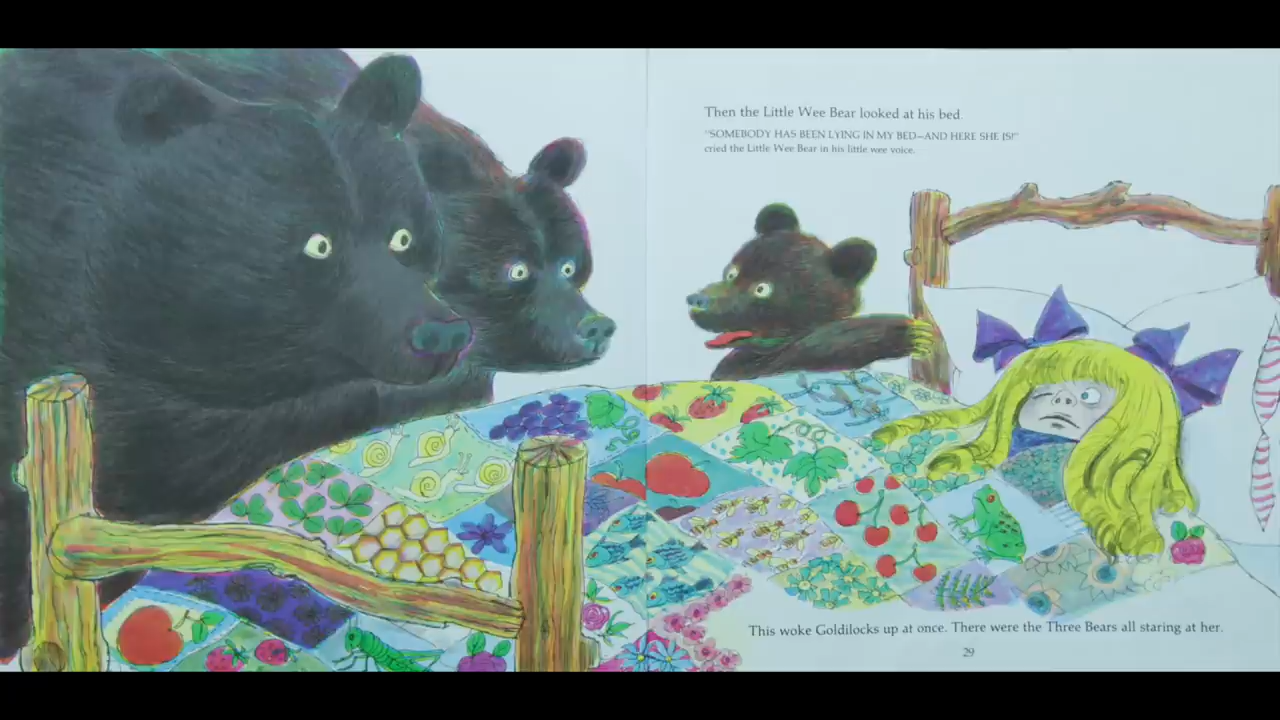 Then the Little Wee Bear looked at his bed.
"SOMEBODY HAS BEEN LYING IN MY BED—AND HERE SHE IS!"
cried the Little Wee Bear in his little wee voice.
This woke Goldilocks up at once. There were the Three Bears all staring at her.
29